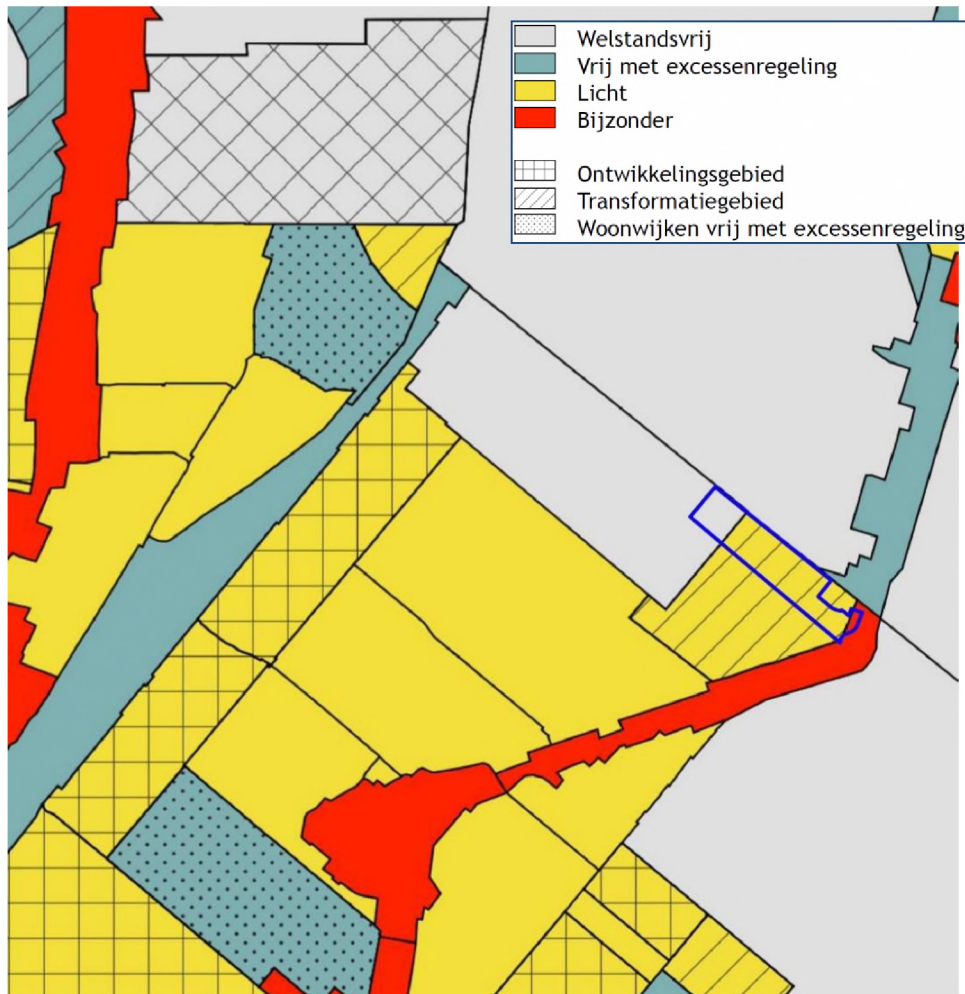 Welstandsvrij
Vrij met excessenregeling
Licht
Bijzonder
Ontwikkelingsgebied
Transformatiegebied
Woonwijken vrij met excessenregeling